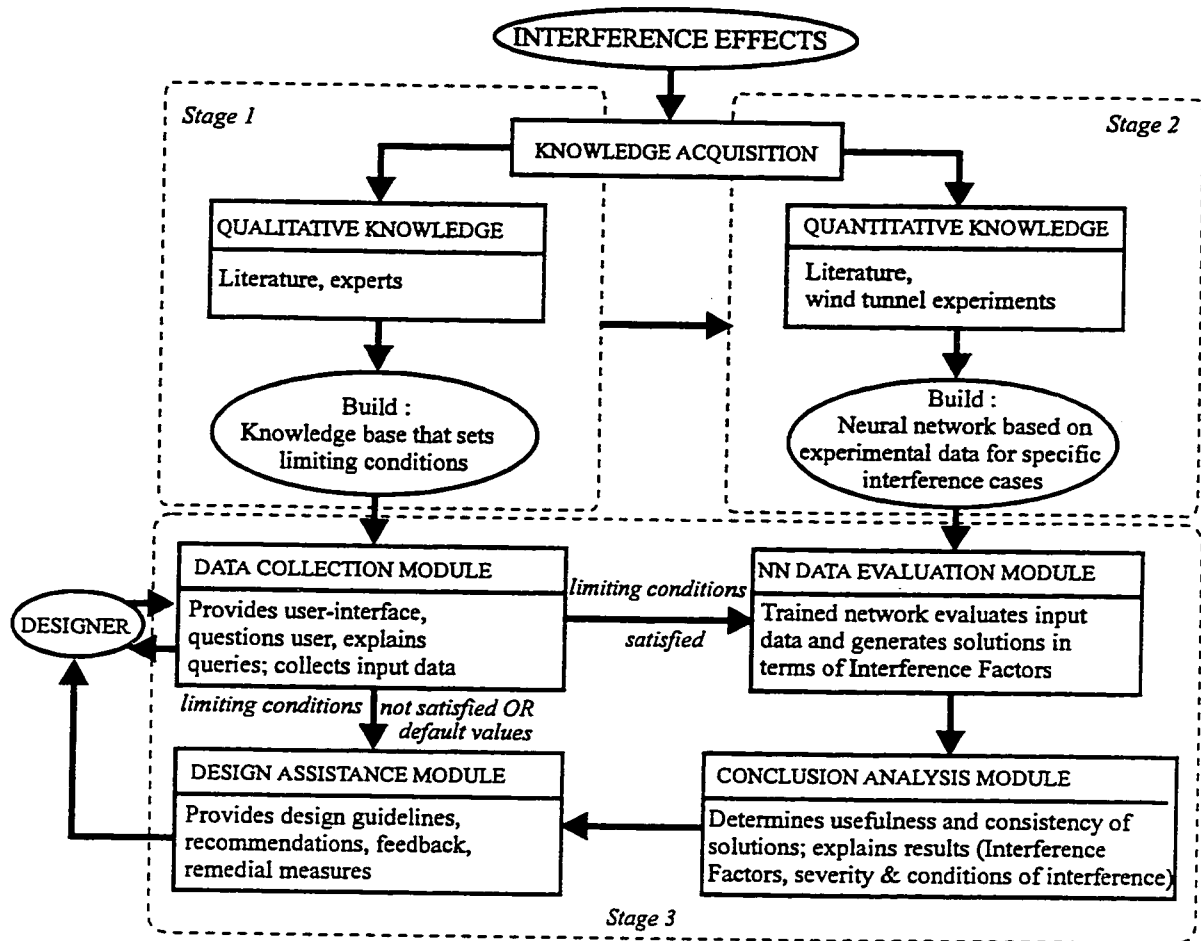 INTERFERENCE EFFECTS
Stage 1
Stage 2
KNOWLEDGE ACQUISITION
QUALITATIVE KNOWLEDGE
Literature, experts
QUANTITATIVE KNOWLEDGE
Literature,
wind tunnel experiments
Build :
Knowledge base that sets
limiting conditions
Build :
Neural network based on
experimental data for specific
interference cases
DESIGNER
DATA COLLECTION MODULE
Provides user-interface,
questions user, explains
queries; collects input data
limiting conditions
satisfied
NN DATA EVALUATION MODULE
Trained network evaluates input
data and generates solutions in
terms of Interference Factors
limiting conditions not satisfied OR
default values
DESIGN ASSISTANCE MODULE
Provides design guidelines,
recommendations, feedback,
remedial measures
CONCLUSION ANALYSIS MODULE
Determines usefulness and consistency of
solutions; explains results (Interference
Factors, severity & conditions of interference)
Stage 3